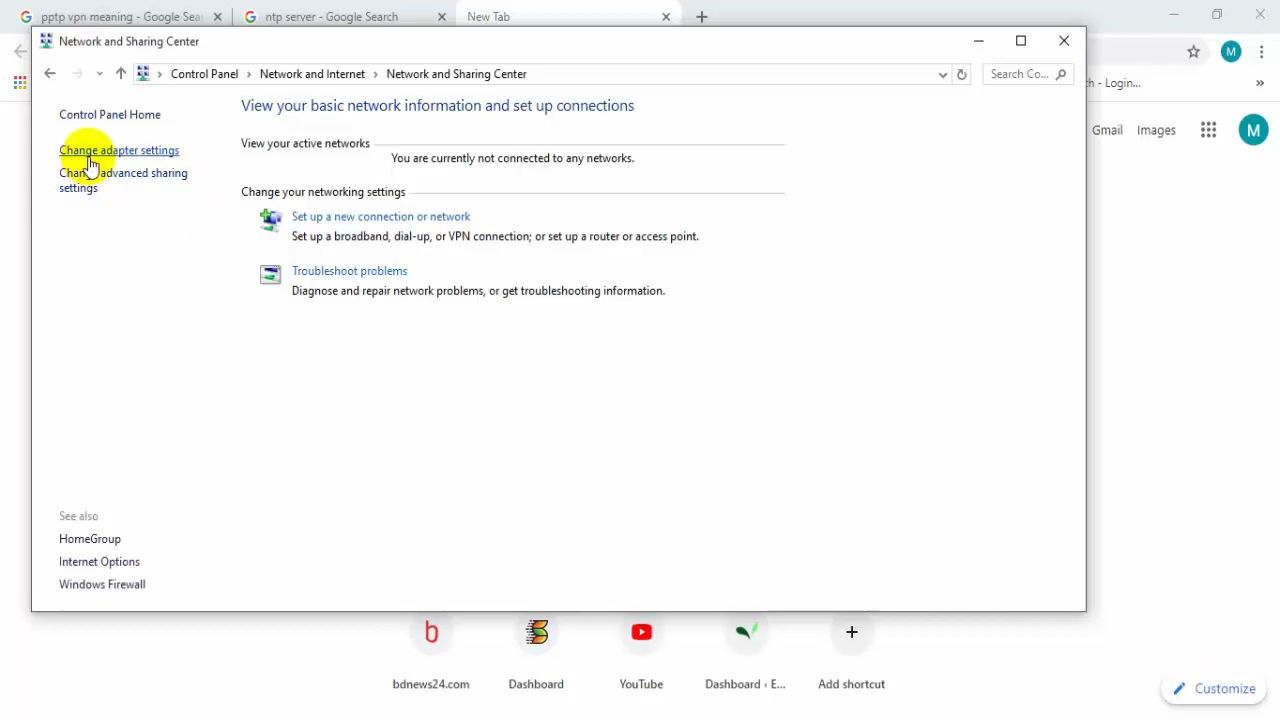 pptp vpn meaning - Google Sea
ntp server - Google Search
New Tab
Network and Sharing Center
M
Control Panel
Network and Internet
Network and Sharing Center
Search Co...
ch - Login...
Control Panel Home
View your basic network information and set up connections
Gmail
Images
M
Change adapter settings
View your active networks
You are currently not connected to any networks.
Change advanced sharing
settings
Change your networking settings
Set up a new connection or network
Set up a broadband, dial-up, or VPN connection; or set up a router or access point.
Troubleshoot problems
Diagnose and repair network problems, or get troubleshooting information.
See also
HomeGroup
Internet Options
Windows Firewall
b
bdnews24.com
Dashboard
YouTube
Dashboard ‹ E...
Add shortcut
Customize